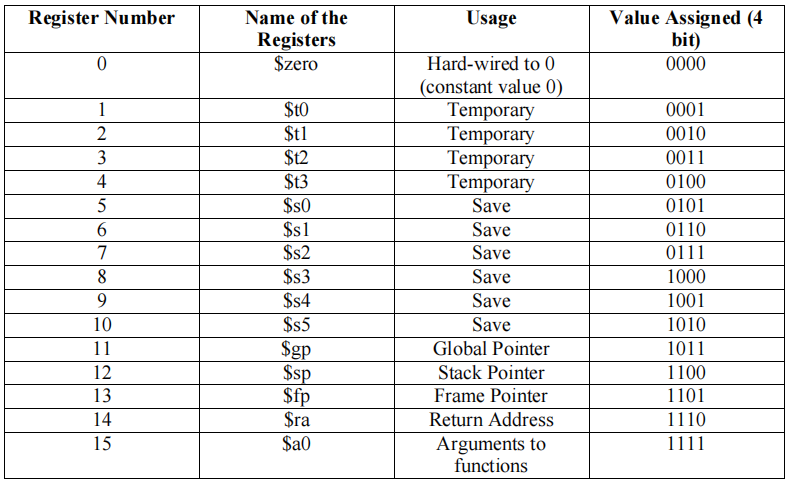 Register Number Name of the Registers Usage Value Assigned (4 bit)
0 $zero Hard-wired to 0 (constant value 0) 0000
1 $t0 Temporary 0001
2 $t1 Temporary 0010
3 $t2 Temporary 0011
4 $t3 Temporary 0100
5 $s0 Save 0101
6 $s1 Save 0110
7 $s2 Save 0111
8 $s3 Save 1000
9 $s4 Save 1001
10 $s5 Save 1010
11 $gp Global Pointer 1011
12 $sp Stack Pointer 1100
13 $fp Frame Pointer 1101
14 $ra Return Address 1110
15 $a0 Arguments to functions 1111